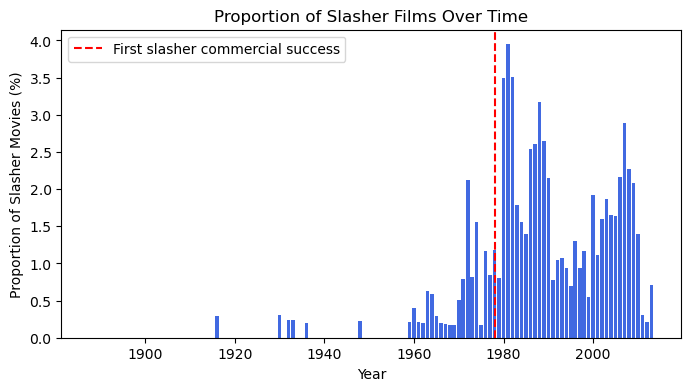 Proportion of Slasher Films Over Time
First slasher commercial success
Proportion of Slasher Movies (%)
4.0
3.5
3.0
2.5
2.0
1.5
1.0
0.5
0.0
1900 1920 1940 1960 1980 2000
Year